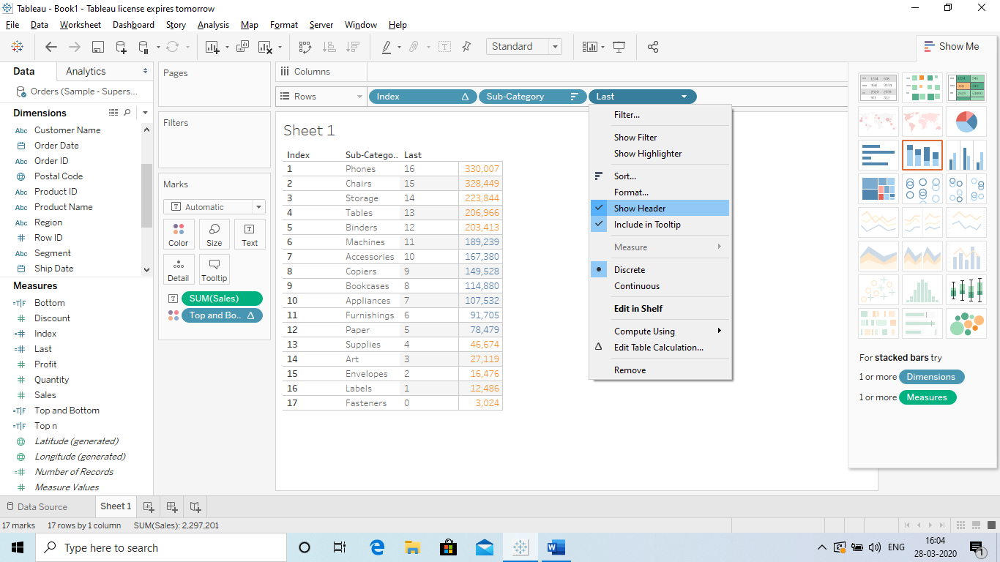 Tableau - Book1 - Tableau license expires tomorrow
File Data Worksheet Dashboard Story Analysis Map Format Server Window Help
Standard
Show Me
Data Analytics
Orders (Sample - Supers...
Dimensions
Abc Customer Name
Order Date
Abc Order ID
Postal Code
Abc Product ID
Abc Product Name
Abc Region
Row ID
Abc Segment
Ship Date
Measures
=T|F Bottom
# Discount
=# Index
=# Last
# Profit
# Quantity
# Sales
=T|F Top and Bottom
=T|F Top n
Latitude (generated)
Longitude (generated)
=# Number of Records
# Measure Values
Pages
Filters
Marks
Automatic
Color Size Text
Detail Tooltip
SUM(Sales)
Top and Bo.. Δ
Columns
Rows Index Δ Sub-Category Last
Sheet 1
Index Sub-Catego.. Last
1 Phones 16 330,007
2 Chairs 15 328,449
3 Storage 14 223,844
4 Tables 13 206,966
5 Binders 12 203,413
6 Machines 11 189,239
7 Accessories 10 167,380
8 Copiers 9 149,528
9 Bookcases 8 114,880
10 Appliances 7 107,532
11 Furnishings 6 91,705
12 Paper 5 78,479
13 Supplies 4 46,674
14 Art 3 27,119
15 Envelopes 2 16,476
16 Labels 1 12,486
17 Fasteners 0 3,024
Filter...
Show Filter
Show Highlighter
Sort...
Format...
Show Header
Include in Tooltip
Measure
Discrete
Continuous
Edit in Shelf
Compute Using
Δ Edit Table Calculation...
Remove
For stacked bars try
1 or more Dimensions
1 or more Measures
Data Source Sheet 1
17 marks 17 rows by 1 column SUM(Sales): 2,297,201
Type here to search
ENG
16:04
28-03-2020
1